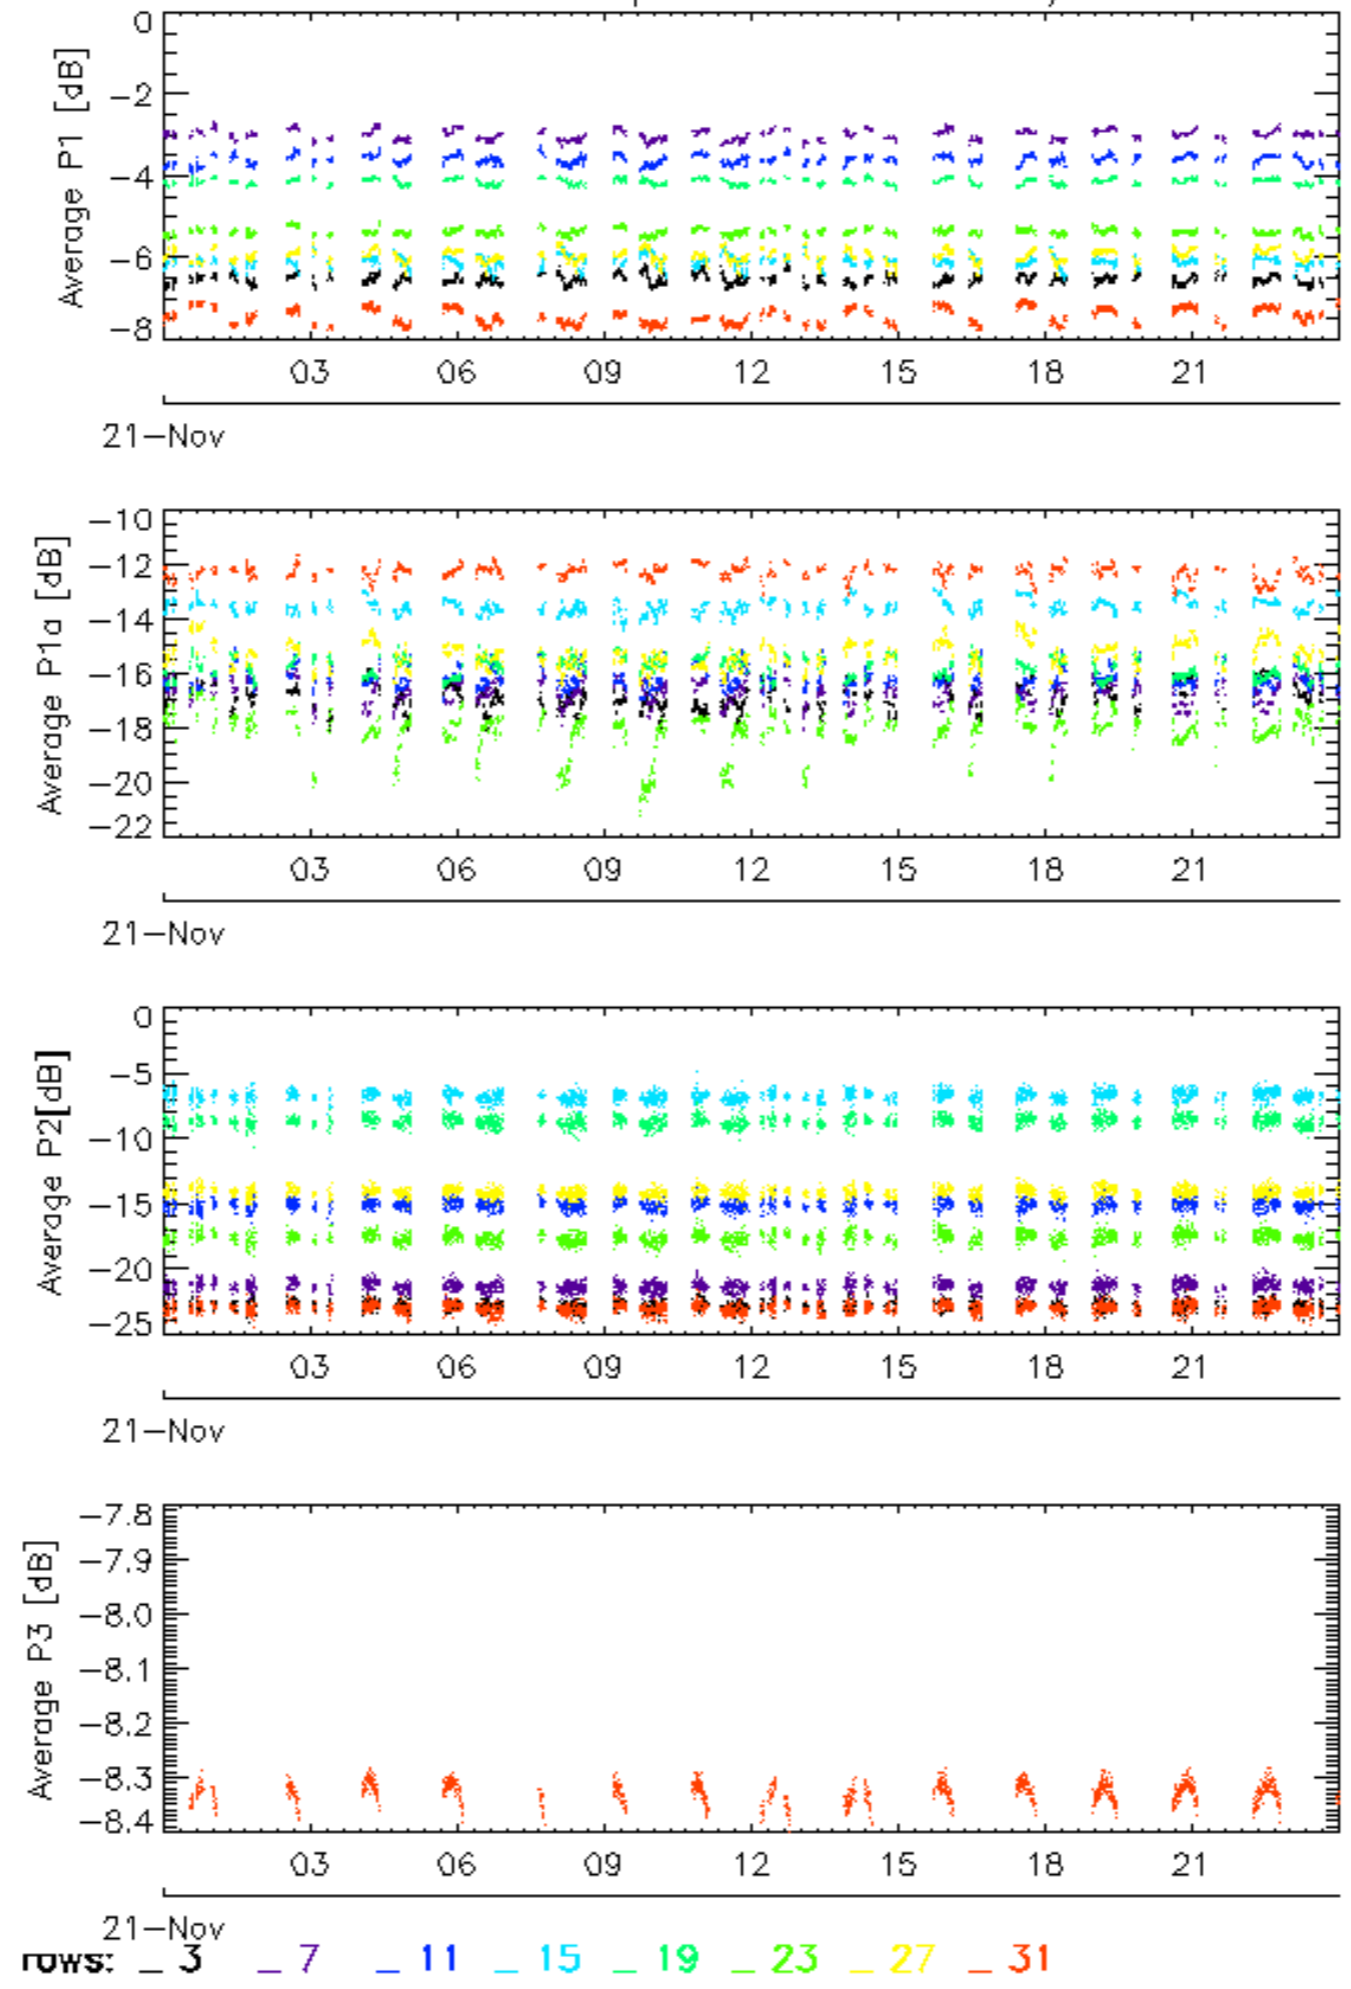 0
−2
−4
−6
−8
Average P1 [dB]
03 06 09 12 15 18 21
21−Nov
−10
−12
−14
−16
−18
−20
−22
Average P1a [dB]
03 06 09 12 15 18 21
21−Nov
0
−5
−10
−15
−20
−25
Average P2[dB]
03 06 09 12 15 18 21
21−Nov
−7.8
−7.9
−8.0
−8.1
−8.2
−8.3
−8.4
Average P3 [dB]
03 06 09 12 15 18 21
21−Nov
rows: _ 3 _ 7 _ 11 _ 15 _ 19 _ 23 _ 27 _ 31